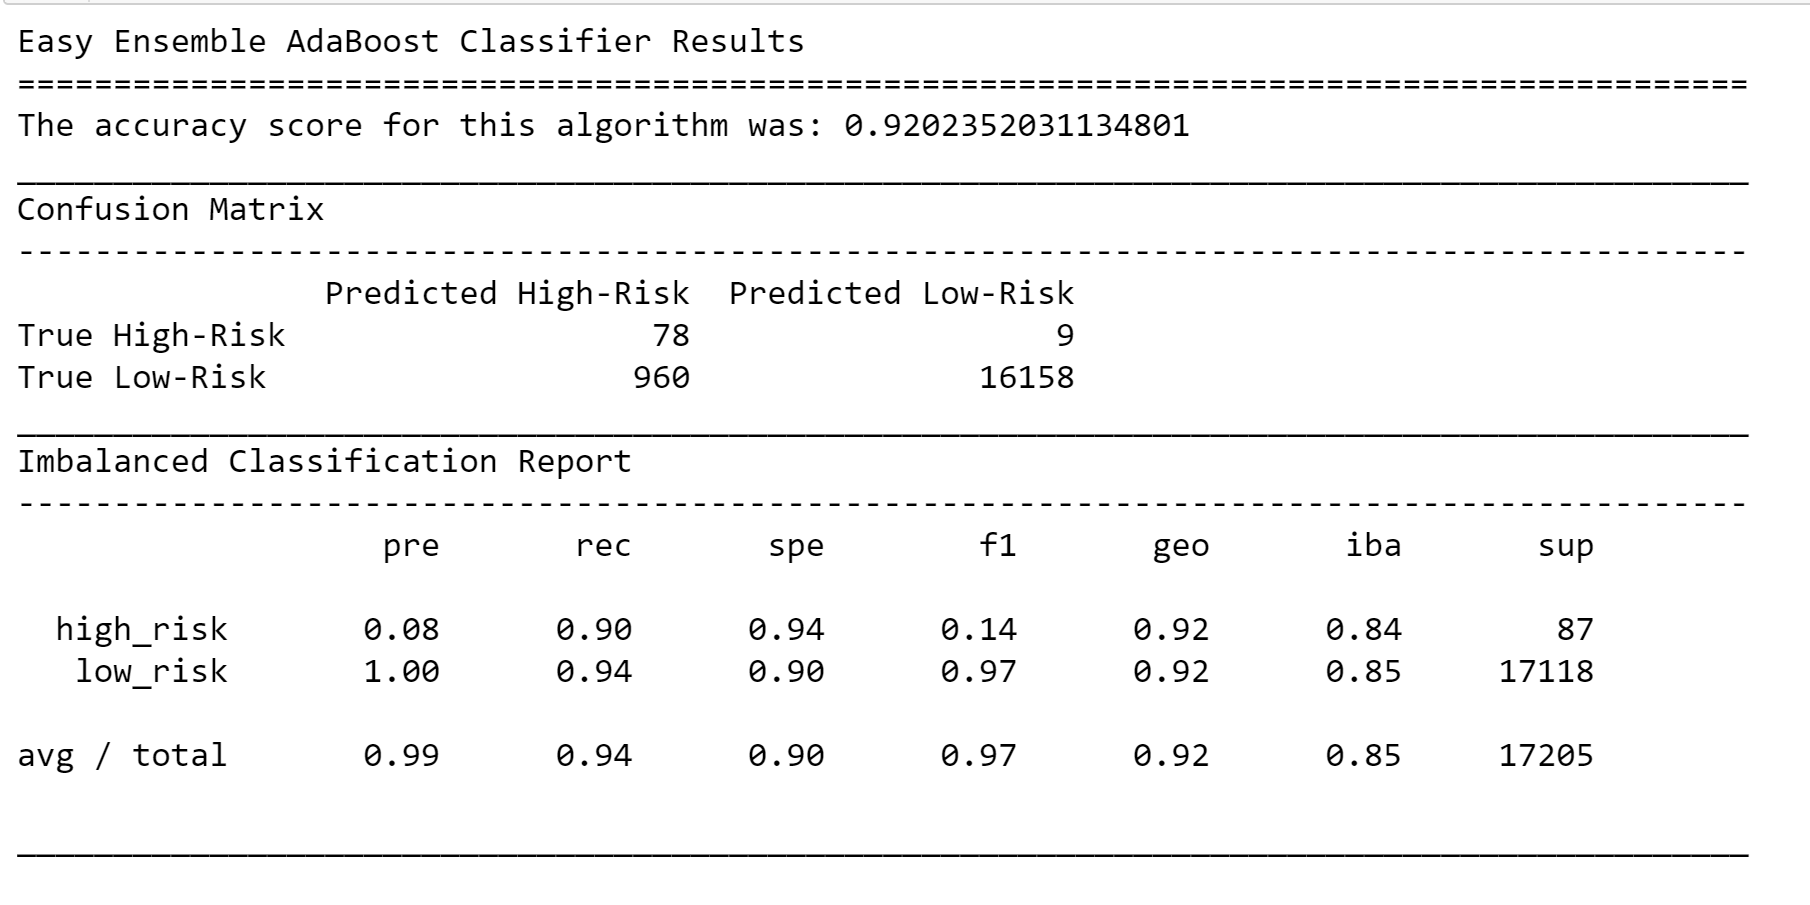 Easy Ensemble AdaBoost Classifier Results
==========================================================================================
The accuracy score for this algorithm was: 0.9202352031134801
__________________________________________________________________________________________
Confusion Matrix
------------------------------------------------------------------------------------------
                Predicted High-Risk  Predicted Low-Risk
True High-Risk                   78                   9
True Low-Risk                   960               16158
__________________________________________________________________________________________
Imbalanced Classification Report
------------------------------------------------------------------------------------------
                   pre       rec       spe        f1       geo       iba       sup

  high_risk       0.08      0.90      0.94      0.14      0.92      0.84        87
   low_risk       1.00      0.94      0.90      0.97      0.92      0.85     17118

avg / total       0.99      0.94      0.90      0.97      0.92      0.85     17205

__________________________________________________________________________________________